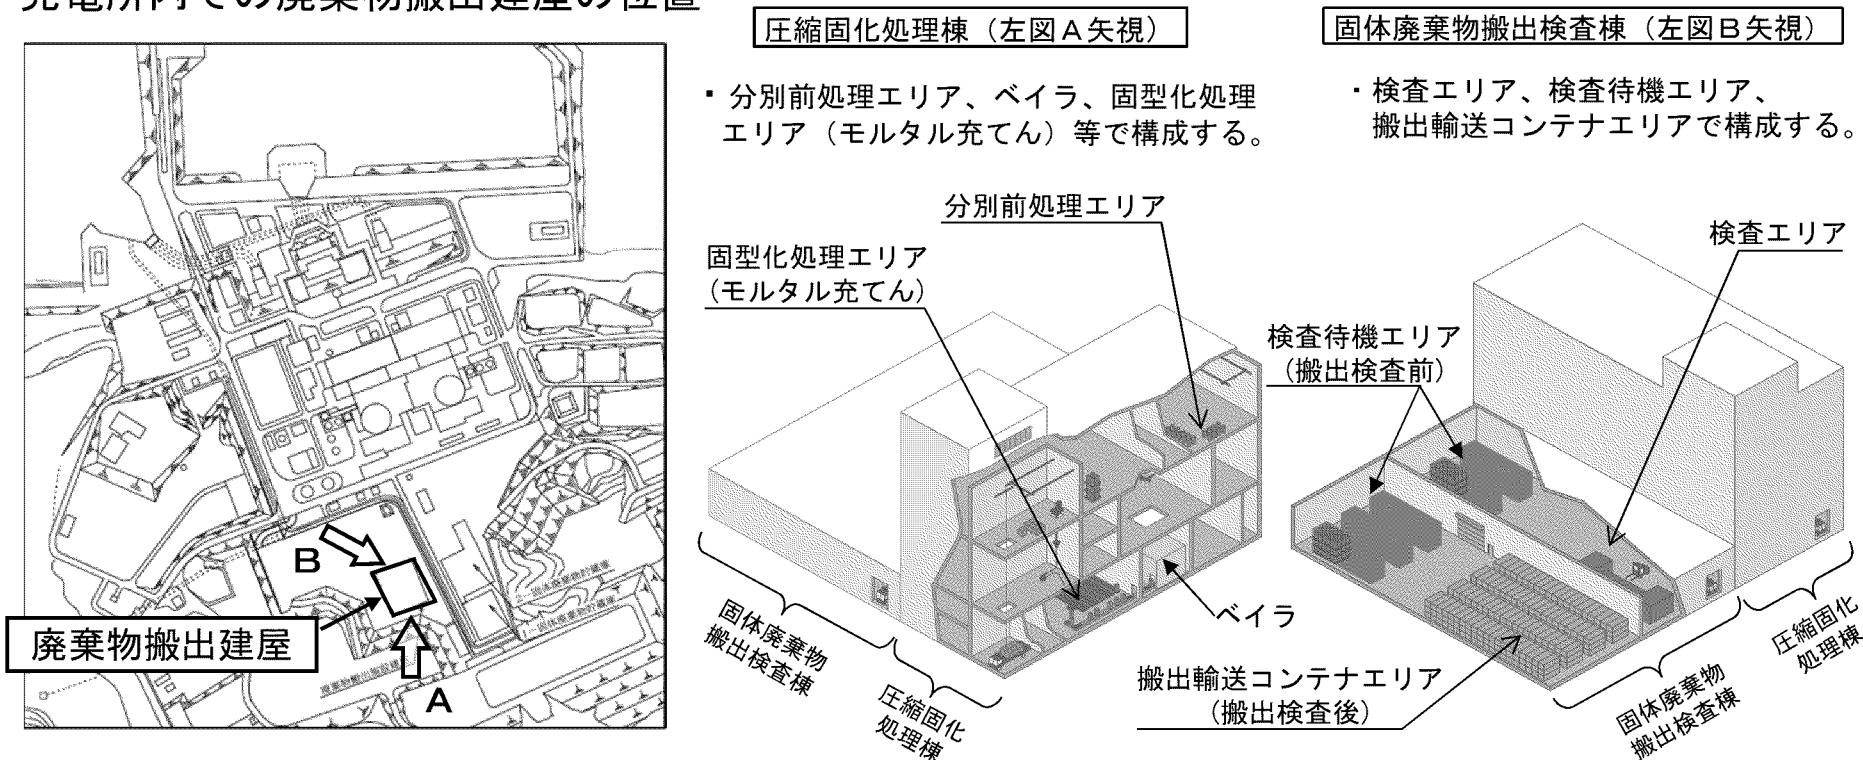 発電所内での廃棄物搬出建屋の位置
B
廃棄物搬出建屋
A
圧縮固化処理棟（左図A矢視）
・分別前処理エリア、ベイラ、固型化処理
エリア（モルタル充てん）等で構成する。
分別前処理エリア
固型化処理エリア
（モルタル充てん）
ベイラ
固体廃棄物
搬出検査棟
圧縮固化
処理棟
固体廃棄物搬出検査棟（左図B矢視）
・検査エリア、検査待機エリア、
搬出輸送コンテナエリアで構成する。
検査エリア
検査待機エリア
（搬出検査前）
搬出輸送コンテナエリア
（搬出検査後）
固体廃棄物
搬出検査棟
圧縮固化
処理棟